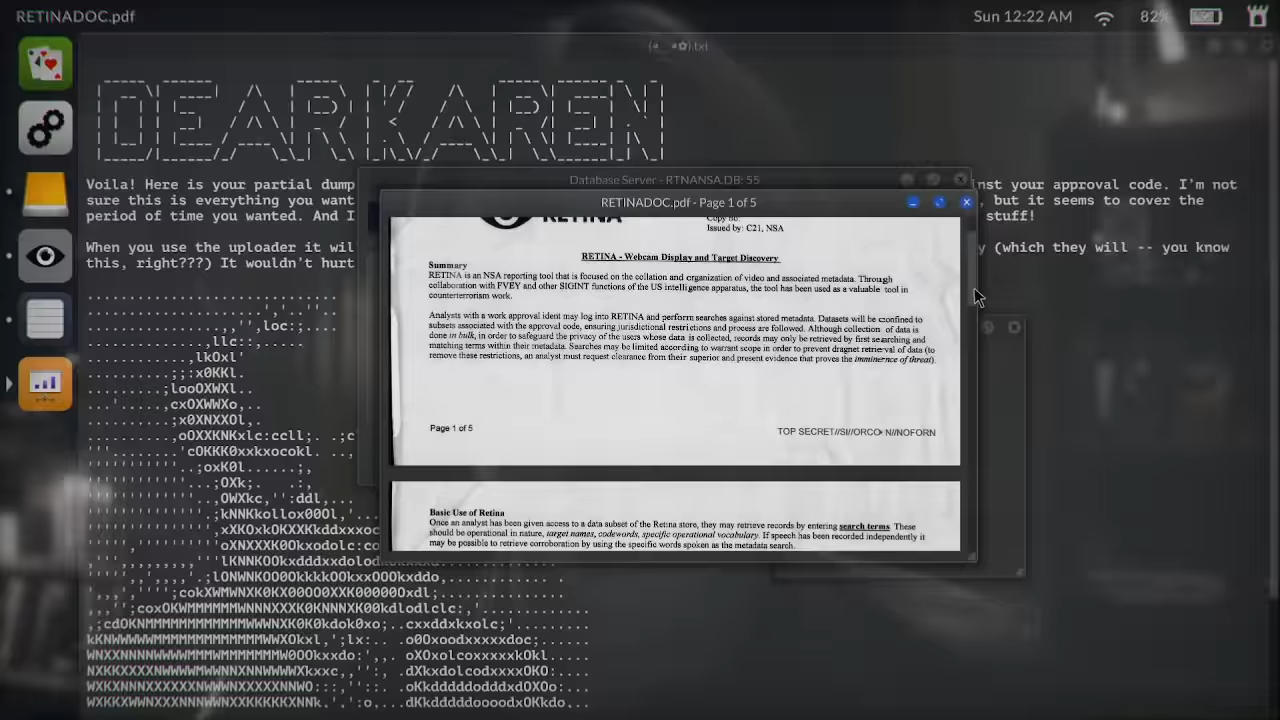 RETINADOC.pdf
Sun 12:22 AM
82%
DEAR KAREN
Voila! Here is your partial dump
nst your approval code. I'm not
sure this is everything you want
, but it seems to cover the
period of time you wanted. And I
stuff!
When you use the uploader it wil
y (which they will -- you know
this, right???) It wouldn't hurt
Database Server - RTNANSA.DB: 55
RETINADOC.pdf - Page 1 of 5
RETINA
Copy no:
Issued by: C21, NSA
RETINA - Webcam Display and Target Discovery
Summary
RETINA is an NSA reporting tool that is focused on the collation and organization of video and associated metadata. Through
collaboration with FVEY and other SIGINT functions of the US intelligence apparatus, the tool has been used as a valuable tool in
counterterrorism work.
Analysts with a work approval ident may log into RETINA and perform searches against stored metadata. Datasets will be confined to
subsets associated with the approval code, ensuring jurisdictional restrictions and process are followed. Although collection of data is
done in bulk, in order to safeguard the privacy of the users whose data is collected, records may only be retrieved by first searching and
matching terms within their metadata. Searches may be limited according to warrant scope in order to prevent dragnet retrieval of data (to
remove these restrictions, an analyst must request clearance from their superior and present evidence that proves the imminence of threat).
Page 1 of 5
TOP SECRET//SI//ORCON//NOFORN
Basic Use of Retina
Once an analyst has been given access to a data subset of the Retina store, they may retrieve records by entering search terms. These
should be operational in nature, target names, codewords, specific operational vocabulary. If speech has been recorded independently it
may be possible to retrieve corroboration by using the specific words spoken as the metadata search.